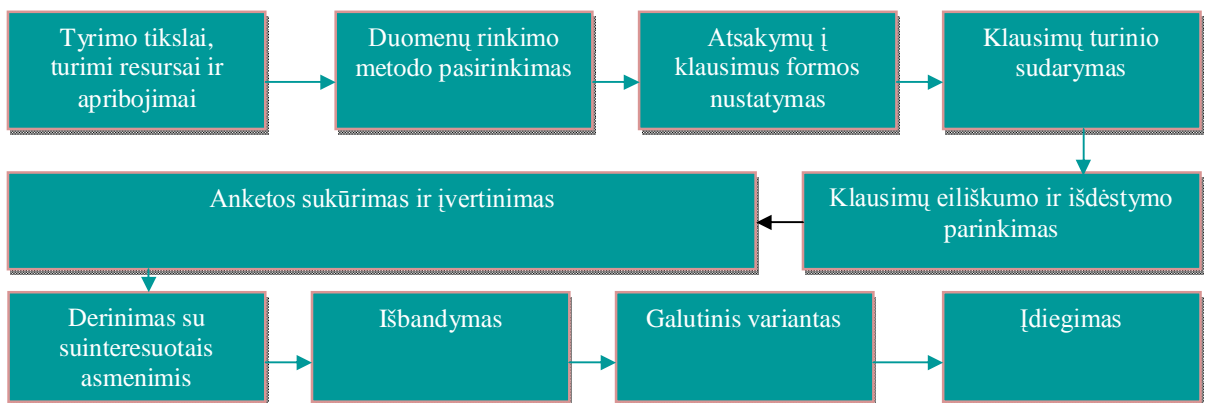 Tyrimo tikslai,
turimi resursai ir
apribojimai
Duomenų rinkimo
metodo pasirinkimas
Atsakymų į
klausimus formos
nustatymas
Klausimų turinio
sudarymas
Klausimų eiliškumo ir išdėstymo
parinkimas
Anketos sukūrimas ir įvertinimas
Derinimas su
suinteresuotais
asmenimis
Išbandymas
Galutinis variantas
Įdiegimas